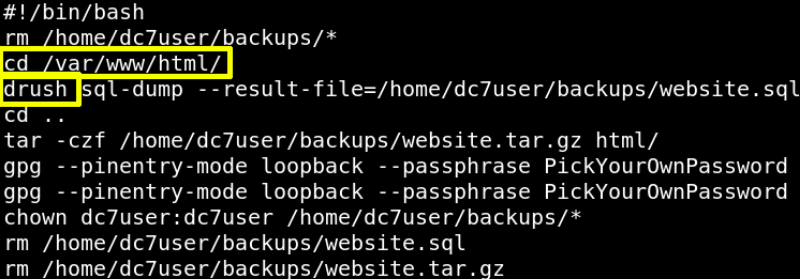 #!/bin/bash
rm /home/dc7user/backups/*
cd /var/www/html/
drush sql-dump --result-file=/home/dc7user/backups/website.sql
cd ..
tar -czf /home/dc7user/backups/website.tar.gz html/
gpg --pinentry-mode loopback --passphrase PickYourOwnPassword
gpg --pinentry-mode loopback --passphrase PickYourOwnPassword
chown dc7user:dc7user /home/dc7user/backups/*
rm /home/dc7user/backups/website.sql
rm /home/dc7user/backups/website.tar.gz